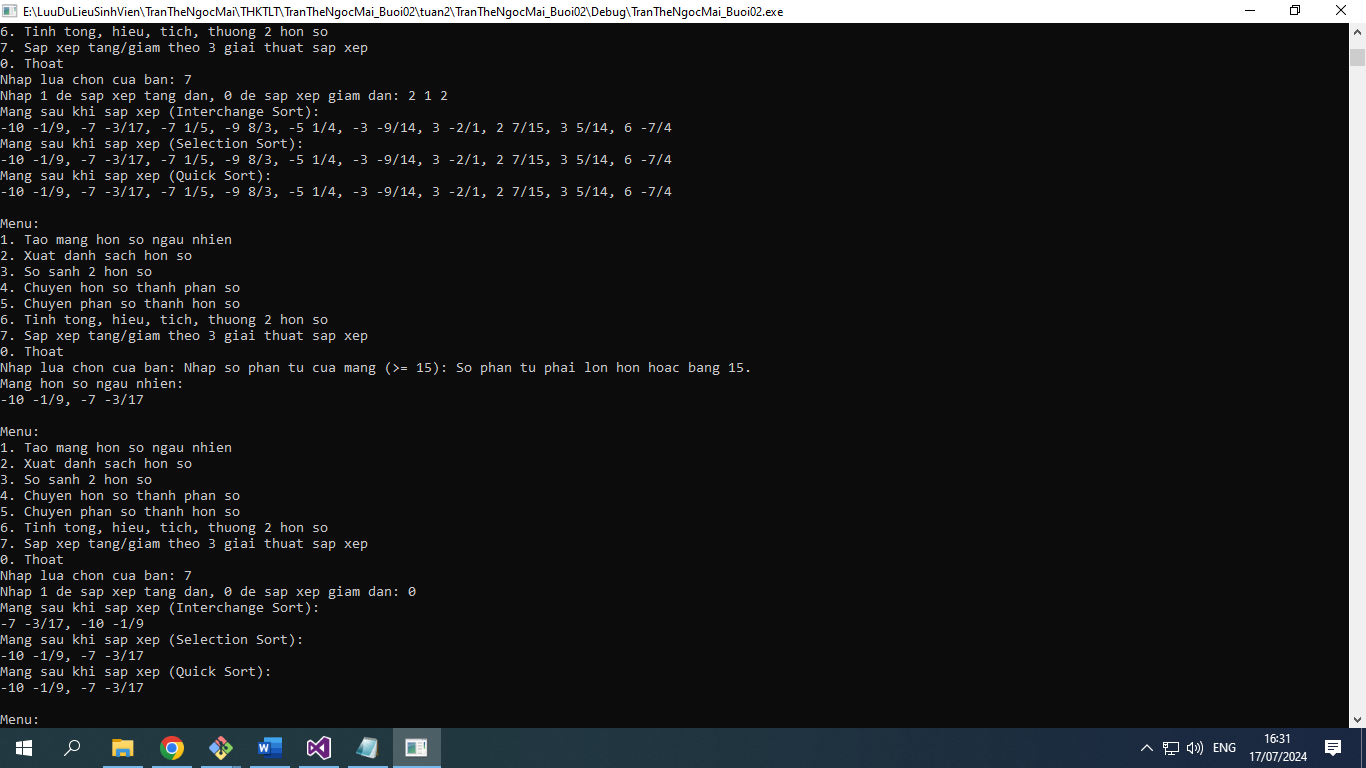 E:\LuuDuLieuSinhVien\TranTheNgocMai\THKTLT\TranTheNgocMai_Buoi02\tuan2\TranTheNgocMai_Buoi02\Debug\TranTheNgocMai_Buoi02.exe
6. Tinh tong, hieu, tich, thuong 2 hon so
7. Sap xep tang/giam theo 3 giai thuat sap xep
0. Thoat
Nhap lua chon cua ban: 7
Nhap 1 de sap xep tang dan, 0 de sap xep giam dan: 2 1 2
Mang sau khi sap xep (Interchange Sort):
-10 -1/9, -7 -3/17, -7 1/5, -9 8/3, -5 1/4, -3 -9/14, 3 -2/1, 2 7/15, 3 5/14, 6 -7/4
Mang sau khi sap xep (Selection Sort):
-10 -1/9, -7 -3/17, -7 1/5, -9 8/3, -5 1/4, -3 -9/14, 3 -2/1, 2 7/15, 3 5/14, 6 -7/4
Mang sau khi sap xep (Quick Sort):
-10 -1/9, -7 -3/17, -7 1/5, -9 8/3, -5 1/4, -3 -9/14, 3 -2/1, 2 7/15, 3 5/14, 6 -7/4
Menu:
1. Tao mang hon so ngau nhien
2. Xuat danh sach hon so
3. So sanh 2 hon so
4. Chuyen hon so thanh phan so
5. Chuyen phan so thanh hon so
6. Tinh tong, hieu, tich, thuong 2 hon so
7. Sap xep tang/giam theo 3 giai thuat sap xep
0. Thoat
Nhap lua chon cua ban: Nhap so phan tu cua mang (>= 15): So phan tu phai lon hon hoac bang 15.
Mang hon so ngau nhien:
-10 -1/9, -7 -3/17
Menu:
1. Tao mang hon so ngau nhien
2. Xuat danh sach hon so
3. So sanh 2 hon so
4. Chuyen hon so thanh phan so
5. Chuyen phan so thanh hon so
6. Tinh tong, hieu, tich, thuong 2 hon so
7. Sap xep tang/giam theo 3 giai thuat sap xep
0. Thoat
Nhap lua chon cua ban: 7
Nhap 1 de sap xep tang dan, 0 de sap xep giam dan: 0
Mang sau khi sap xep (Interchange Sort):
-7 -3/17, -10 -1/9
Mang sau khi sap xep (Selection Sort):
-10 -1/9, -7 -3/17
Mang sau khi sap xep (Quick Sort):
-10 -1/9, -7 -3/17
Menu:
ENG
16:31
17/07/2024